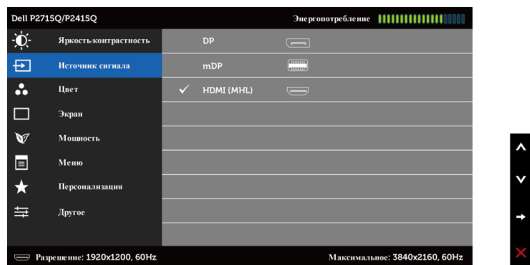 Dell P2715Q/P2415Q Энергопотребление
Яркость/контрастность DP
Источник сигнала mDP
Цвет HDMI (MHL)
Экран
Мощность
Меню
Персонализация
Другое
Разрешение: 1920x1200, 60Hz Максимальное: 3840x2160, 60Hz